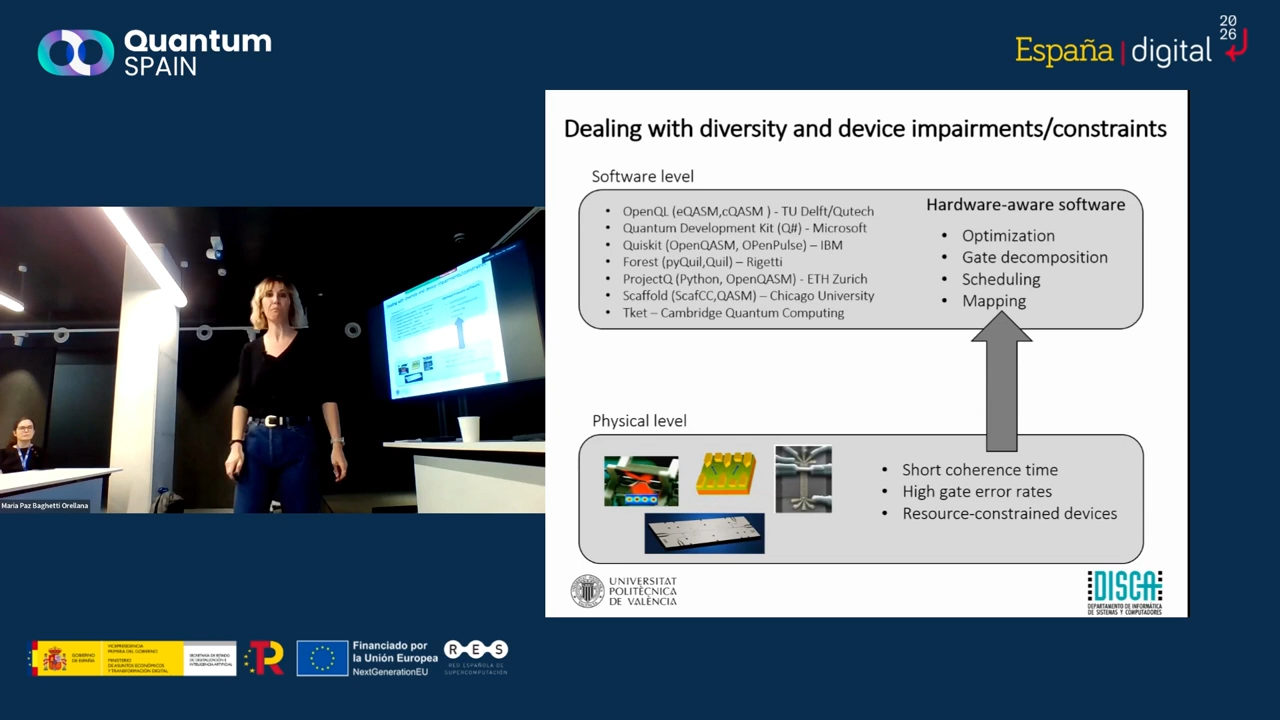 Quantum
SPAIN
España | digital
20
26
Dealing with diversity and device impairments/constraints
Software level
• OpenQL (eQASM,cQASM ) - TU Delft/Qutech
• Quantum Development Kit (Q#) - Microsoft
• Quiskit (OpenQASM, OPenPulse) – IBM
• Forest (pyQuil,Quil) – Rigetti
• ProjectQ (Python, OpenQASM) - ETH Zurich
• Scaffold (ScafCC,QASM) – Chicago University
• Tket – Cambridge Quantum Computing
Hardware-aware software
• Optimization
• Gate decomposition
• Scheduling
• Mapping
Physical level
• Short coherence time
• High gate error rates
• Resource-constrained devices
UNIVERSITAT
POLITÈCNICA
DE VALÈNCIA
DISCA
DEPARTAMENTO DE INFORMÁTICA
DE SISTEMAS Y COMPUTADORES
Maria Paz Baghetti Orellana
GOBIERNO
DE ESPAÑA
VICEPRESIDENCIA
PRIMERA DEL GOBIERNO
MINISTERIO
DE ASUNTOS ECONÓMICOS
Y TRANSFORMACIÓN DIGITAL
SECRETARÍA DE ESTADO
DE DIGITALIZACIÓN E
INTELIGENCIA ARTIFICIAL
R
Financiado por
la Unión Europea
NextGenerationEU
RES
RED ESPAÑOLA DE
SUPERCOMPUTACIÓN